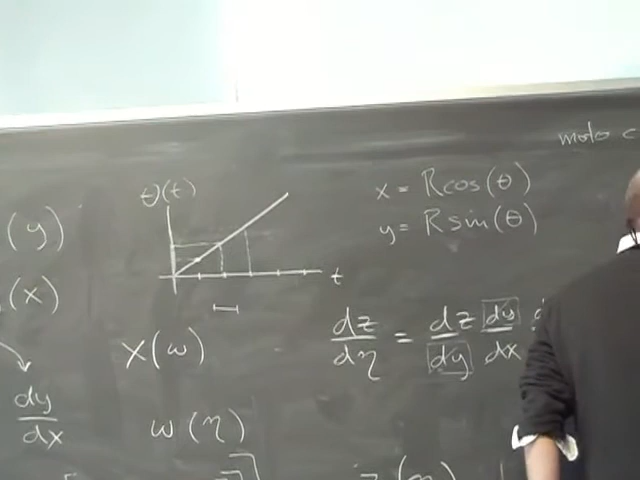 moto c
θ(t)
x = Rcos(θ)
y = Rsin(θ)
(y)
t
(x)
dz/dη = dz/dy dy/dx
x(w)
dy/dx
w(η)